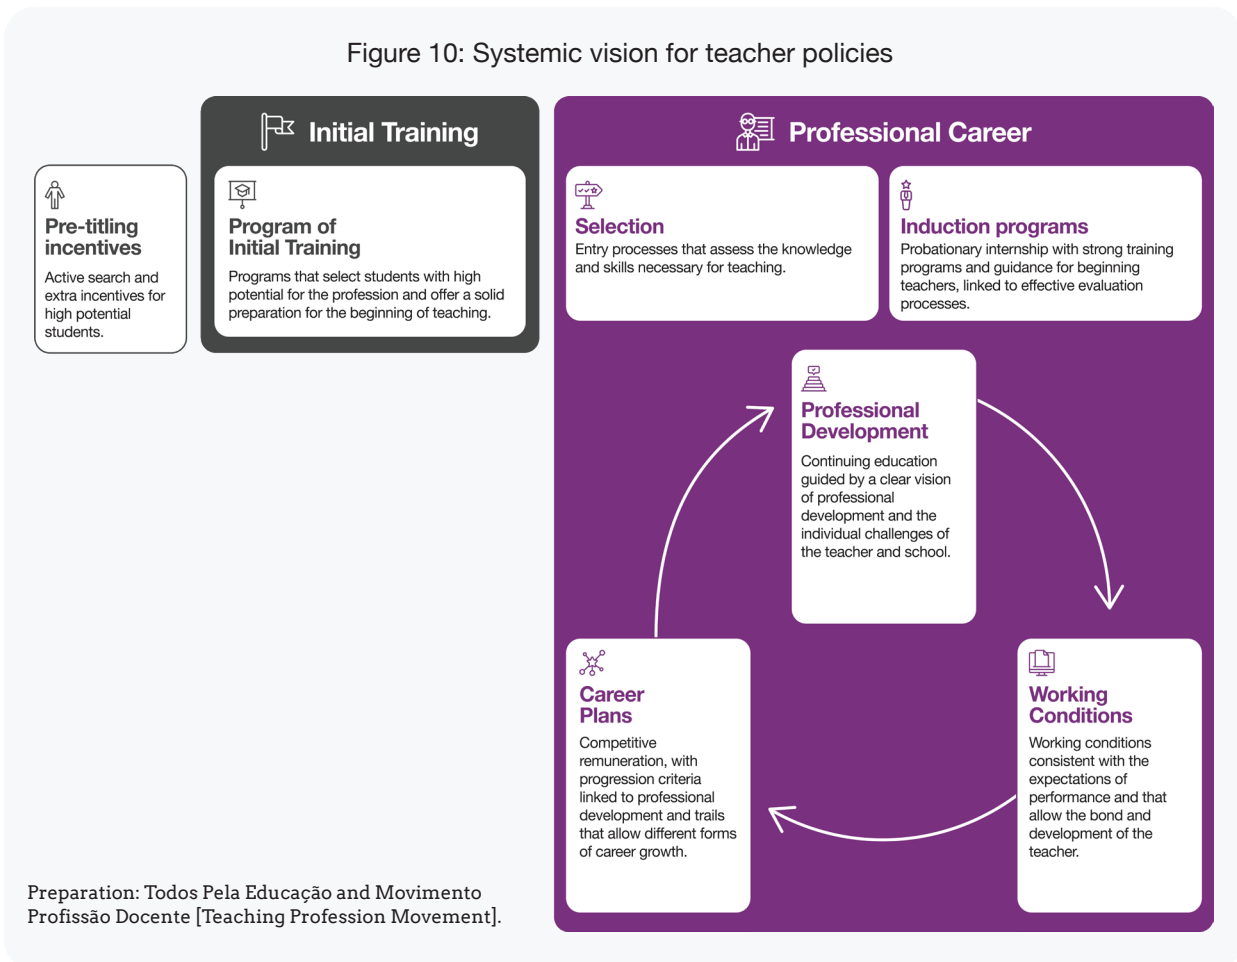 Figure 10: Systemic vision for teacher policies
Initial Training
Professional Career
Pre-titling
incentives
Active search and
extra incentives for
high potential
students.
Program of
Initial Training
Programs that select students with high
potential for the profession and offer a solid
preparation for the beginning of teaching.
Selection
Entry processes that assess the knowledge
and skills necessary for teaching.
Induction programs
Probationary internship with strong training
programs and guidance for beginning
teachers, linked to effective evaluation
processes.
Professional
Development
Continuing education
guided by a clear vision
of professional
development and the
individual challenges of
the teacher and school.
Career
Plans
Competitive
remuneration, with
progression criteria
linked to professional
development and trails
that allow different forms
of career growth.
Working
Conditions
Working conditions
consistent with the
expectations of
performance and that
allow the bond and
development of the
teacher.
Preparation: Todos Pela Educação and Movimento
Profissão Docente [Teaching Profession Movement].